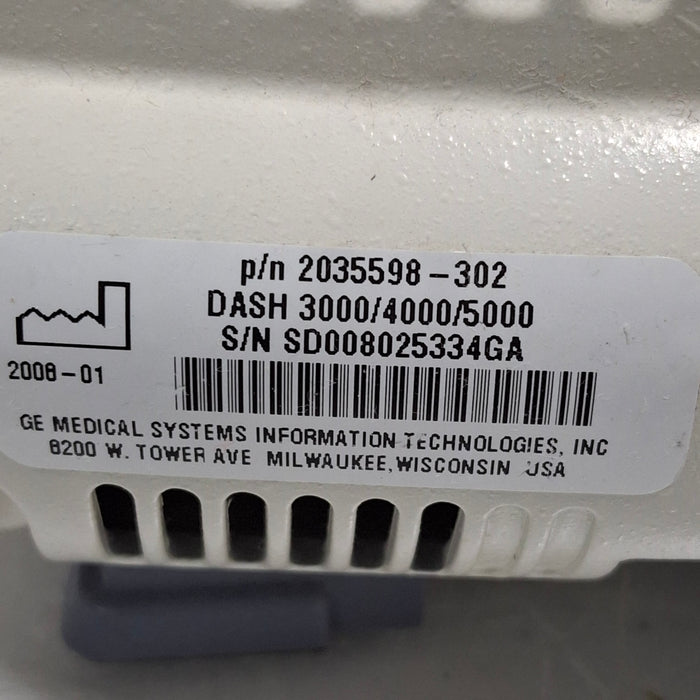 p/n 2035598-302
DASH 3000/4000/5000
S/N SD008025334GA
2008-01
GE MEDICAL SYSTEMS INFORMATION TECHNOLOGIES, INC
8200 W. TOWER AVE MILWAUKEE, WISCONSIN USA